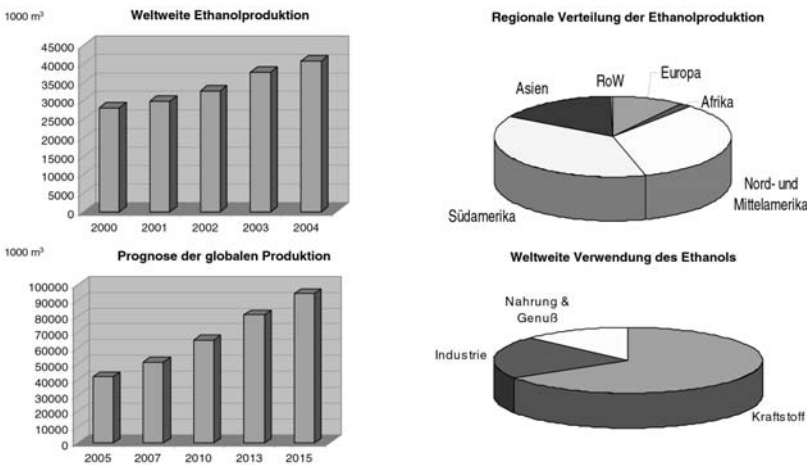 1000 m³
Weltweite Ethanolproduktion
45000
40000
35000
30000
25000
20000
15000
10000
5000
0
2000 2001 2002 2003 2004
Regionale Verteilung der Ethanolproduktion
RoW
Europa
Asien
Afrika
Nord- und
Mittelamerika
Südamerika
1000 m³
Prognose der globalen Produktion
100000
90000
80000
70000
60000
50000
40000
30000
20000
10000
0
2005 2007 2010 2013 2015
Weltweite Verwendung des Ethanols
Nahrung &
Genuß
Industrie
Kraftstoff